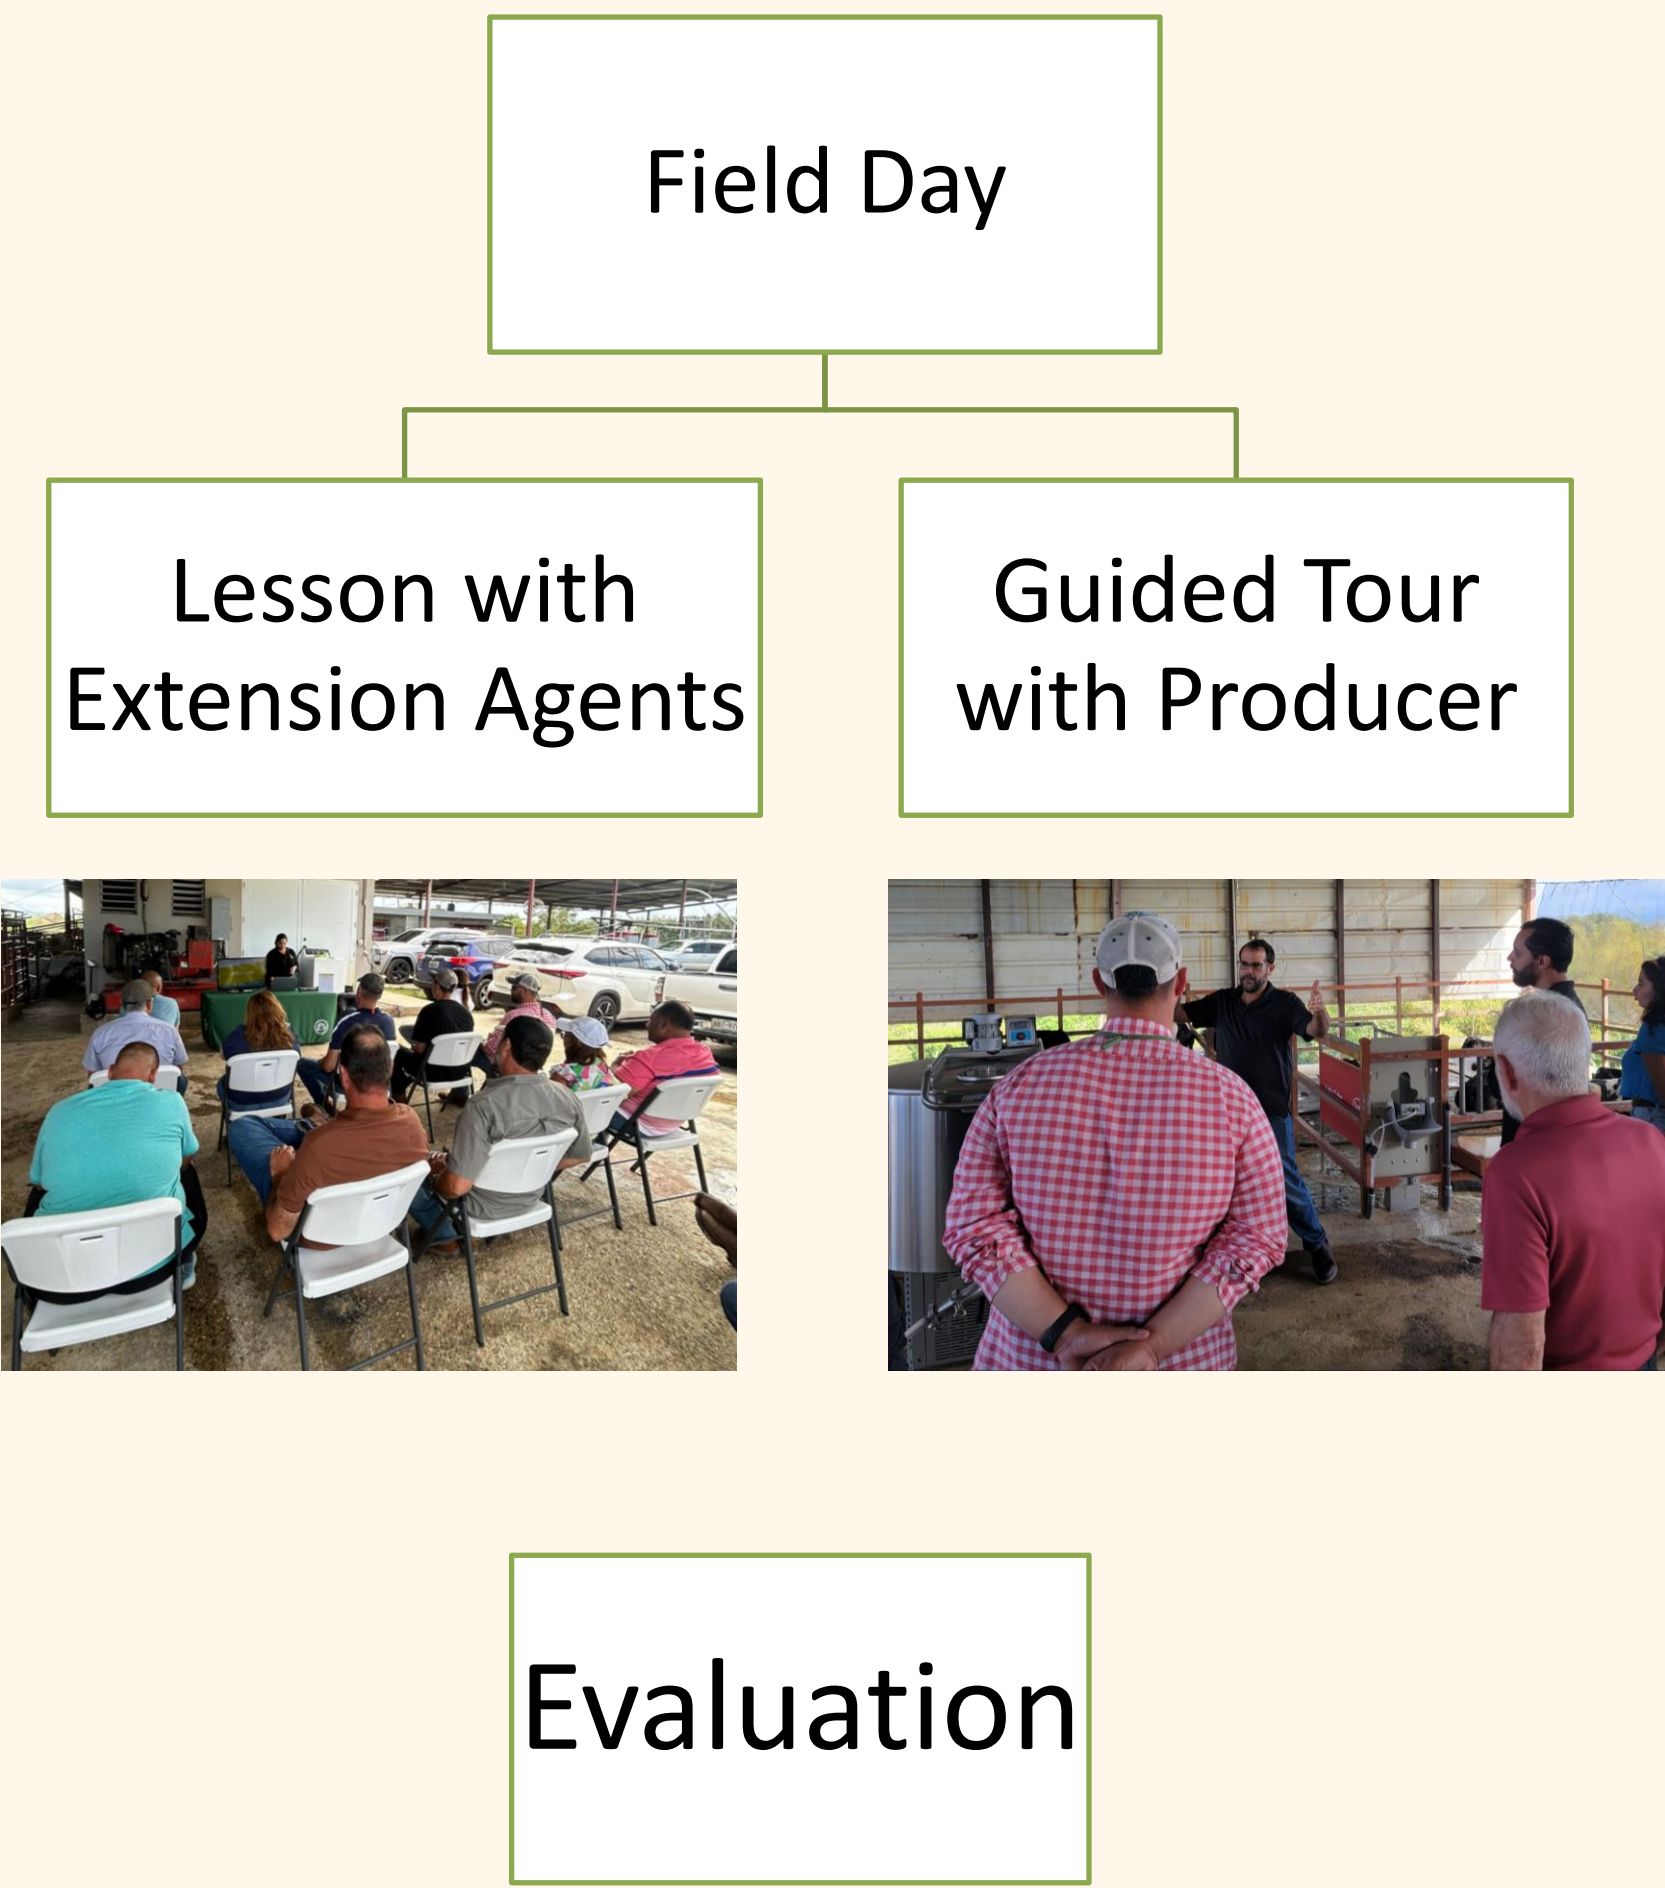 Field Day
Lesson with
Extension Agents
Guided Tour
with Producer
Evaluation